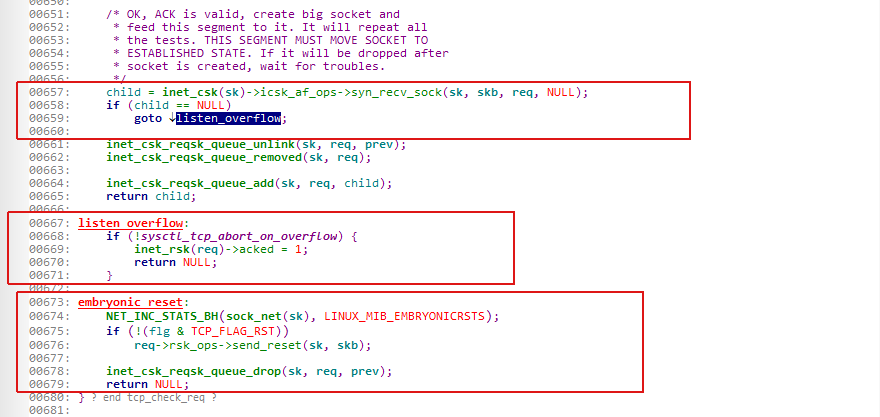 00650:
00651: /* OK, ACK is valid, create big socket and
00652: * feed this segment to it. It will repeat all
00653: * the tests. THIS SEGMENT MUST MOVE SOCKET TO
00654: * ESTABLISHED STATE. If it will be dropped after
00655: * socket is created, wait for troubles.
00656: */
00657: child = inet_csk(sk)->icsk_af_ops->syn_recv_sock(sk, skb, req, NULL);
00658: if (child == NULL)
00659: goto ↓listen_overflow;
00660:
00661: inet_csk_reqsk_queue_unlink(sk, req, prev);
00662: inet_csk_reqsk_queue_removed(sk, req);
00663:
00664: inet_csk_reqsk_queue_add(sk, req, child);
00665: return child;
00666:
00667: listen_overflow:
00668: if (!sysctl_tcp_abort_on_overflow) {
00669: inet_rsk(req)->acked = 1;
00670: return NULL;
00671: }
00673: embryonic_reset:
00674: NET_INC_STATS_BH(sock_net(sk), LINUX_MIB_EMBRYONICRSTS);
00675: if (!(flg & TCP_FLAG_RST))
00676: req->rsk_ops->send_reset(sk, skb);
00677:
00678: inet_csk_reqsk_queue_drop(sk, req, prev);
00679: return NULL;
00680: } ? end tcp_check_req ?
00681: